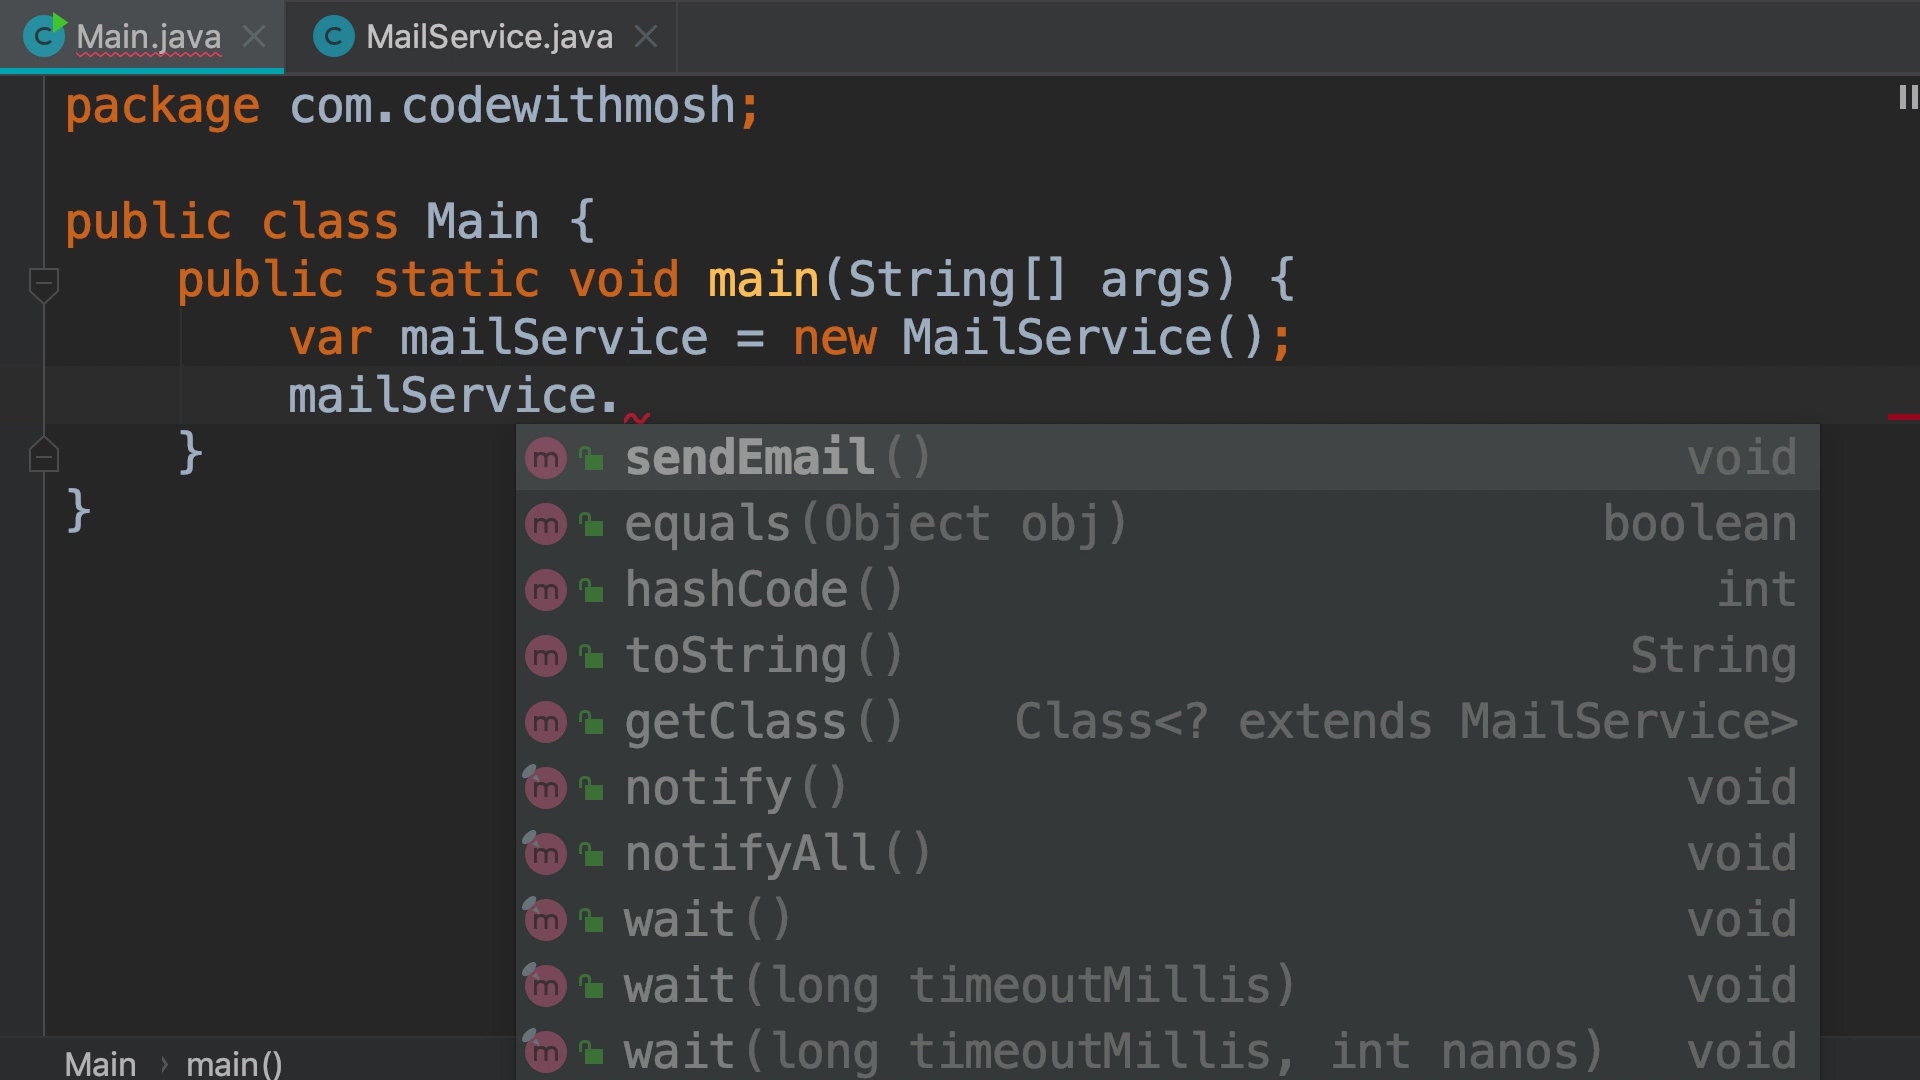 Main.java MailService.java
package com.codewithmosh;
public class Main {
public static void main(String[] args) {
var mailService = new MailService();
mailService.
}
}
m sendEmail() void
m equals(Object obj) boolean
m hashCode() int
m toString() String
m getClass() Class<? extends MailService>
m notify() void
m notifyAll() void
m wait() void
m wait(long timeoutMillis) void
m wait(long timeoutMillis, int nanos) void
Main › main()